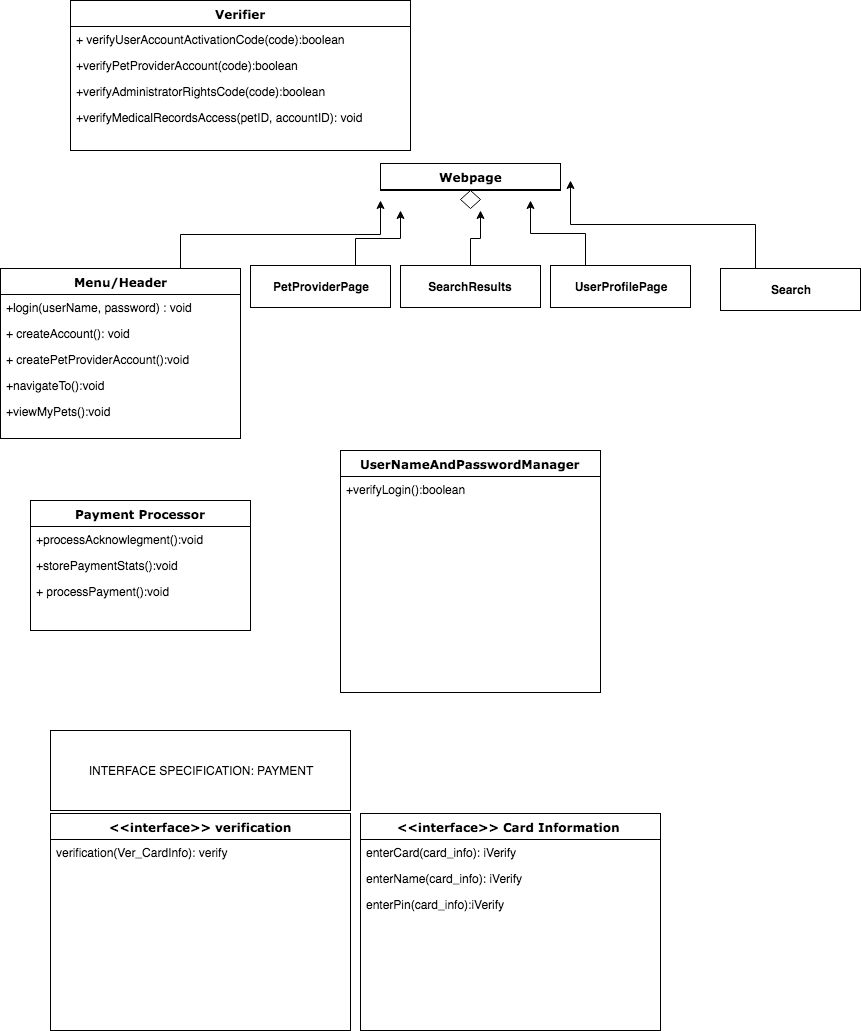 Verifier
+ verifyUserAccountActivationCode(code):boolean
+verifyPetProviderAccount(code):boolean
+verifyAdministratorRightsCode(code):boolean
+verifyMedicalRecordsAccess(petID, accountID): void
Webpage
Menu/Header
+login(userName, password) : void
+ createAccount(): void
+ createPetProviderAccount():void
+navigateTo():void
+viewMyPets():void
PetProviderPage
SearchResults
UserProfilePage
Search
UserNameAndPasswordManager
+verifyLogin():boolean
Payment Processor
+processAcknowlegment():void
+storePaymentStats():void
+ processPayment():void
INTERFACE SPECIFICATION: PAYMENT
<<interface>> verification
verification(Ver_CardInfo): verify
<<interface>> Card Information
enterCard(card_info): iVerify
enterName(card_info): iVerify
enterPin(card_info):iVerify